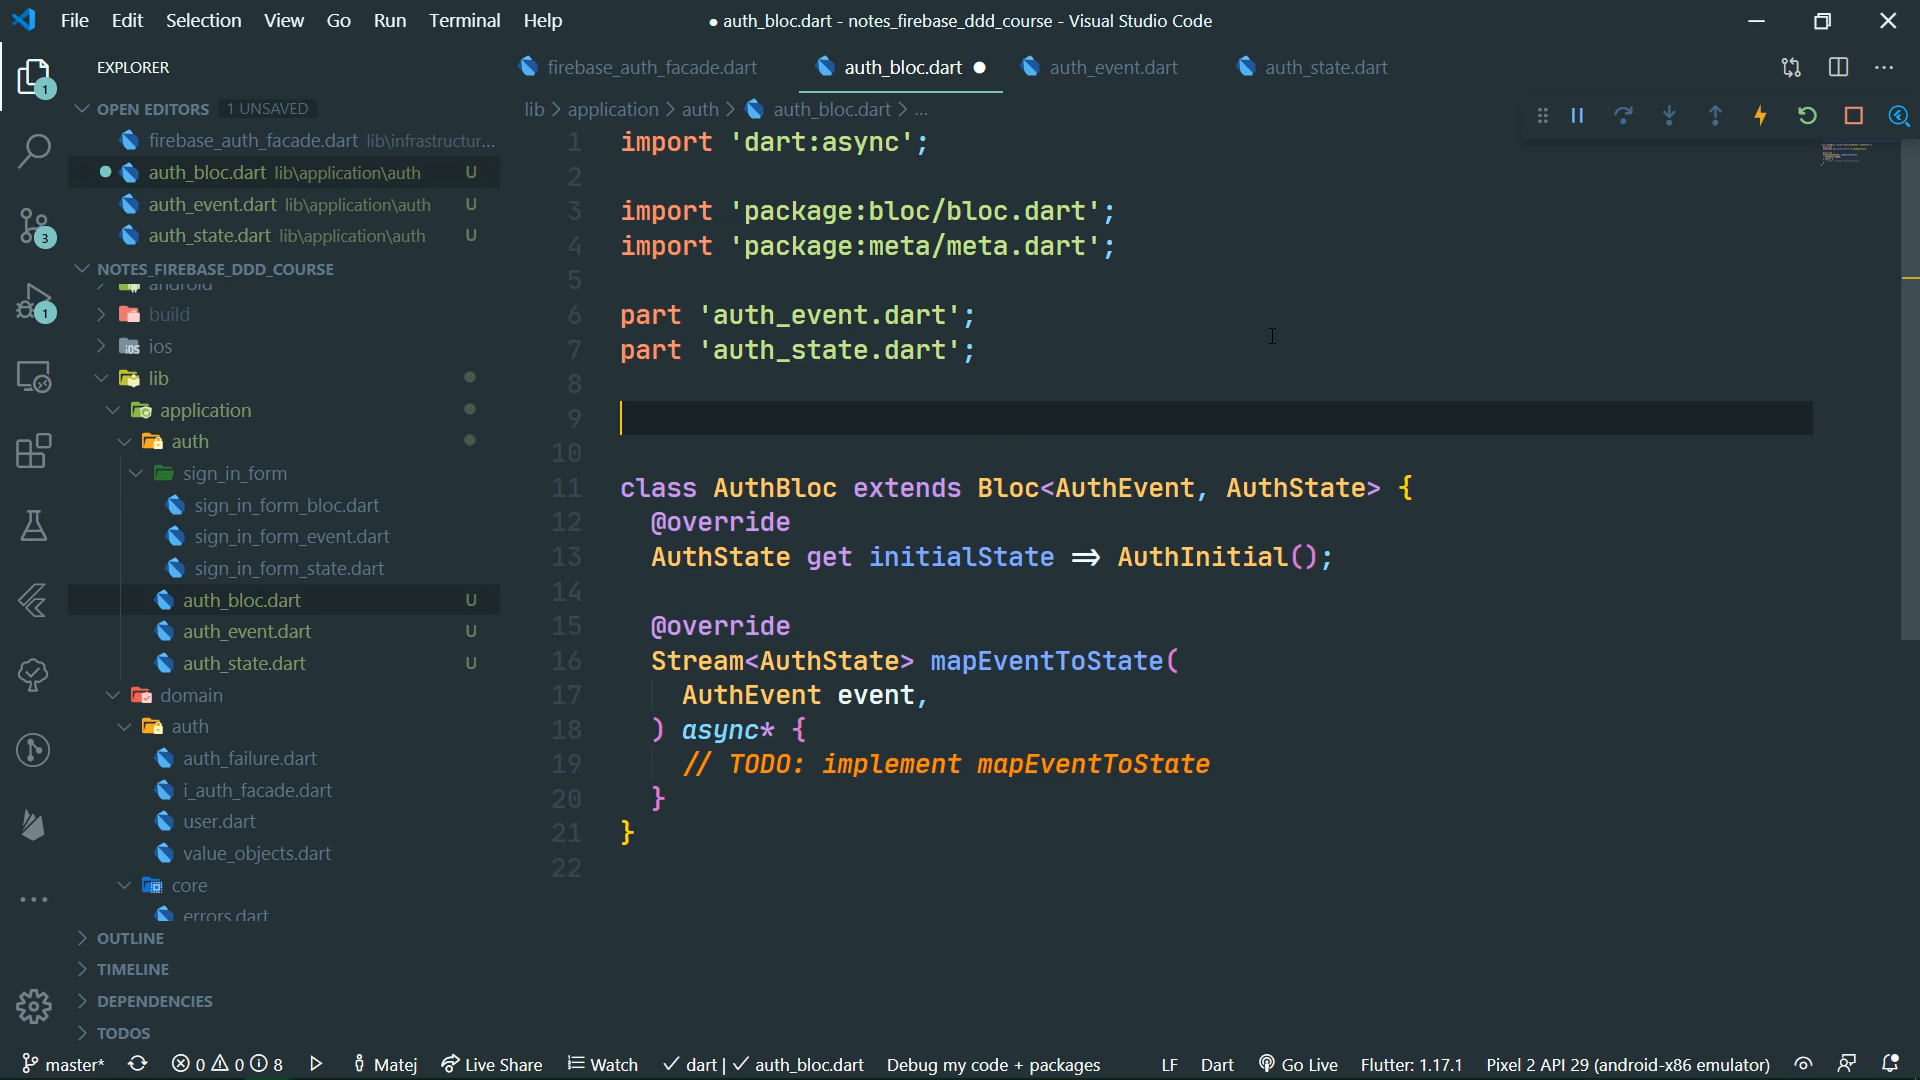 File Edit Selection View Go Run Terminal Help
● auth_bloc.dart - notes_firebase_ddd_course - Visual Studio Code
EXPLORER
OPEN EDITORS 1 UNSAVED
firebase_auth_facade.dart lib\infrastructur...
auth_bloc.dart lib\application\auth U
auth_event.dart lib\application\auth U
auth_state.dart lib\application\auth U
NOTES_FIREBASE_DDD_COURSE
android
build
ios
lib
application
auth
sign_in_form
sign_in_form_bloc.dart
sign_in_form_event.dart
sign_in_form_state.dart
auth_bloc.dart U
auth_event.dart U
auth_state.dart U
domain
auth
auth_failure.dart
i_auth_facade.dart
user.dart
value_objects.dart
core
errors.dart
OUTLINE
TIMELINE
DEPENDENCIES
TODOS
1
3
1
firebase_auth_facade.dart auth_bloc.dart ● auth_event.dart auth_state.dart
lib > application > auth > auth_bloc.dart > ...
1 import 'dart:async';
2
3 import 'package:bloc/bloc.dart';
4 import 'package:meta/meta.dart';
5
6 part 'auth_event.dart';
7 part 'auth_state.dart';
8
9
10
11 class AuthBloc extends Bloc<AuthEvent, AuthState> {
12 @override
13 AuthState get initialState => AuthInitial();
14
15 @override
16 Stream<AuthState> mapEventToState(
17 AuthEvent event,
18 ) async* {
19 // TODO: implement mapEventToState
20 }
21 }
22
master* 0 0 8 Matej Live Share Watch dart | auth_bloc.dart Debug my code + packages LF Dart Go Live Flutter: 1.17.1 Pixel 2 API 29 (android-x86 emulator)